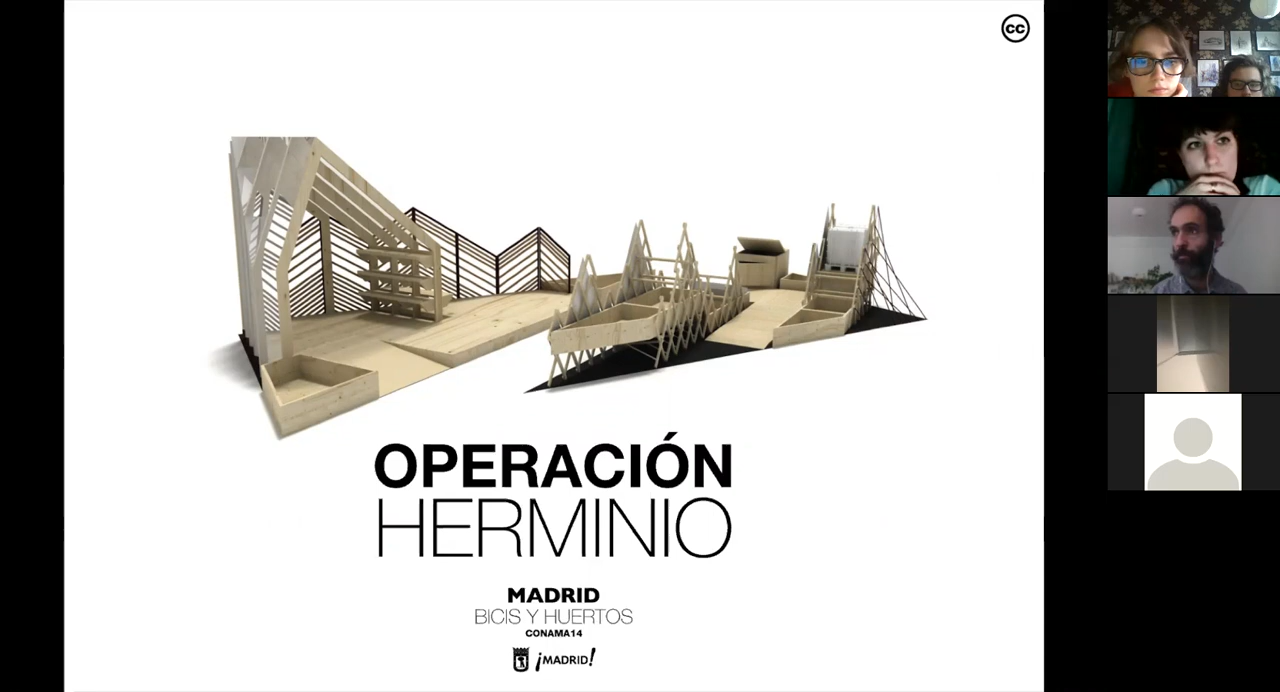 cc
OPERACIÓN
HERMINIO
MADRID
BICIS Y HUERTOS
CONAMA14
¡MADRID!